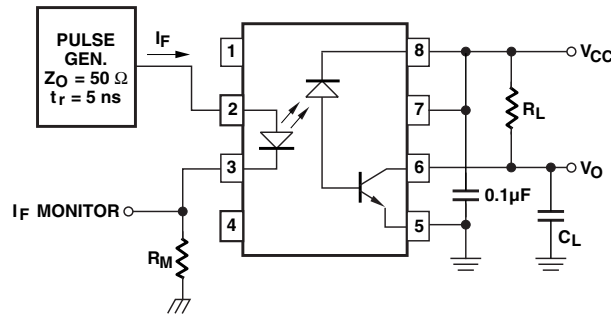 PULSE
GEN.
Z_O = 50 Ω
t_r = 5 ns
I_F
1
2
3
4
8
7
6
5
V_CC
R_L
V_O
0.1µF
C_L
I_F MONITOR
R_M